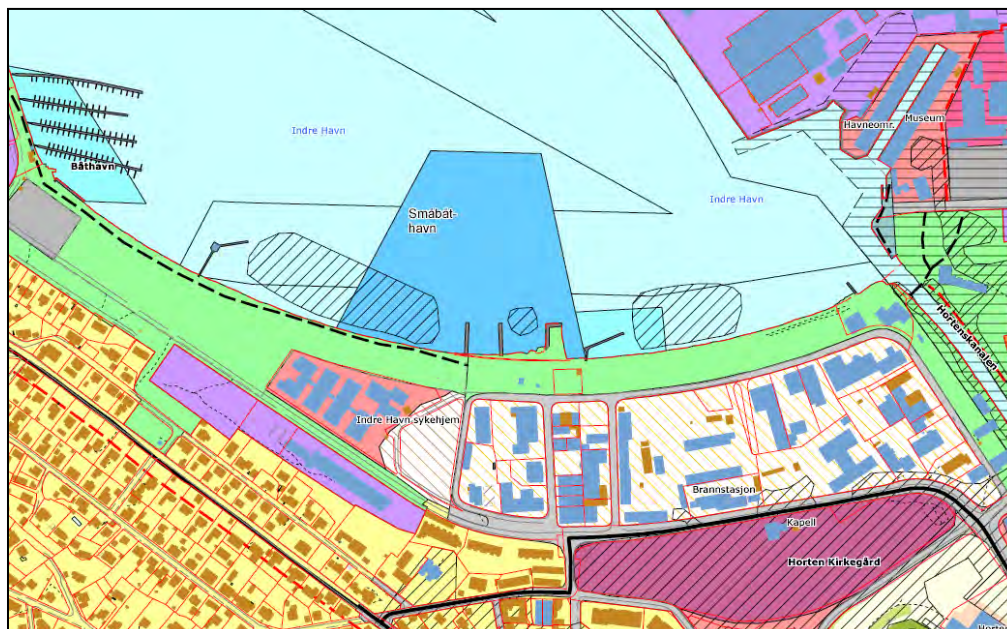 Havneomr.
Museum
Indre Havn
Båthavn
Indre Havn
Småbåt-
havn
Hortenskanalen
Indre Havn sykehjem
Brannstasjon
Kapell
Horten Kirkegård